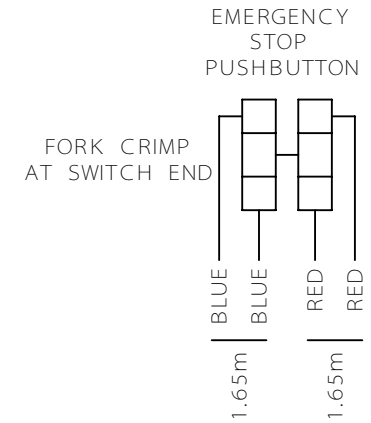 EMERGENCY
STOP
PUSHBUTTON
FORK CRIMP
AT SWITCH END
BLUE
BLUE
RED
RED
1.65m
1.65m